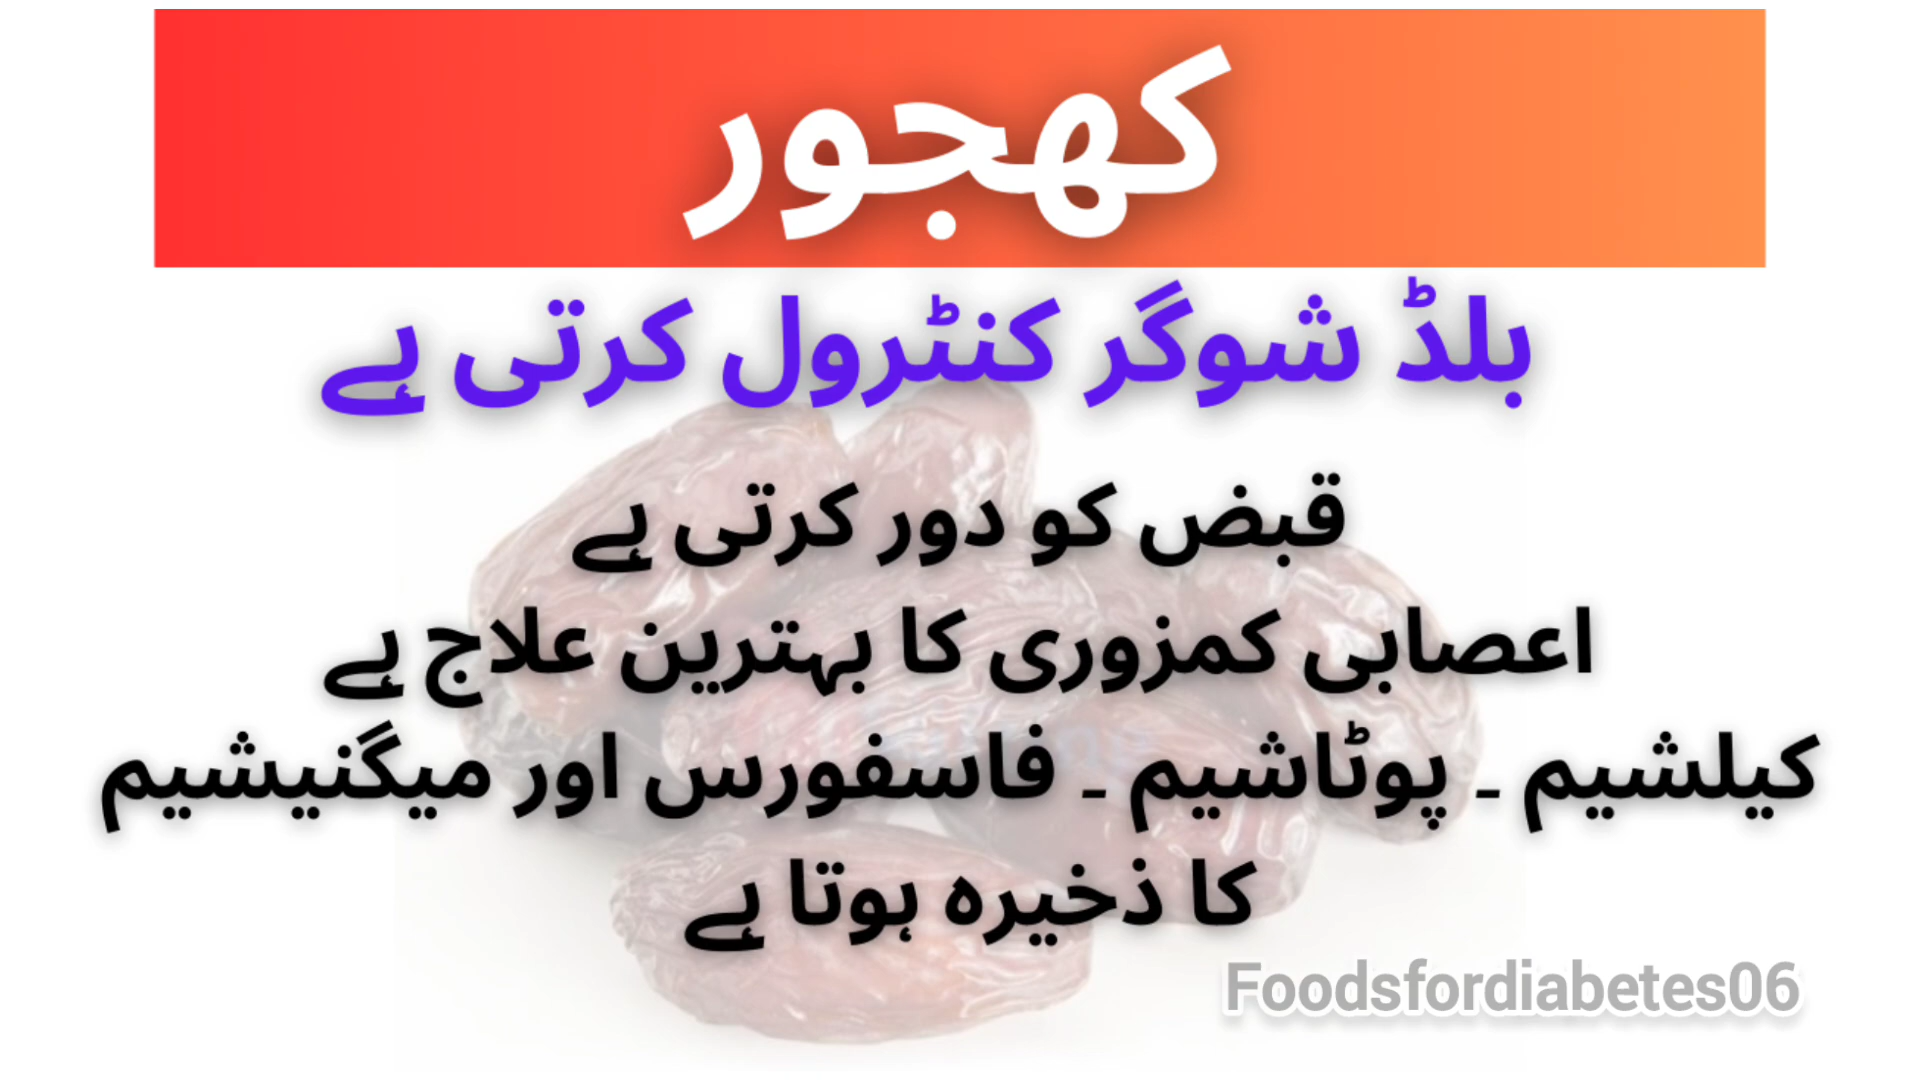 کھجور
بلڈ شوگر کنٹرول کرتی ہے
قبض کو دور کرتی ہے
اعصابی کمزوری کا بہترین علاج ہے
کیلشیم ۔ پوٹاشیم ۔ فاسفورس اور میگنیشیم
کا ذخیرہ ہوتا ہے
Foodsfordiabetes06